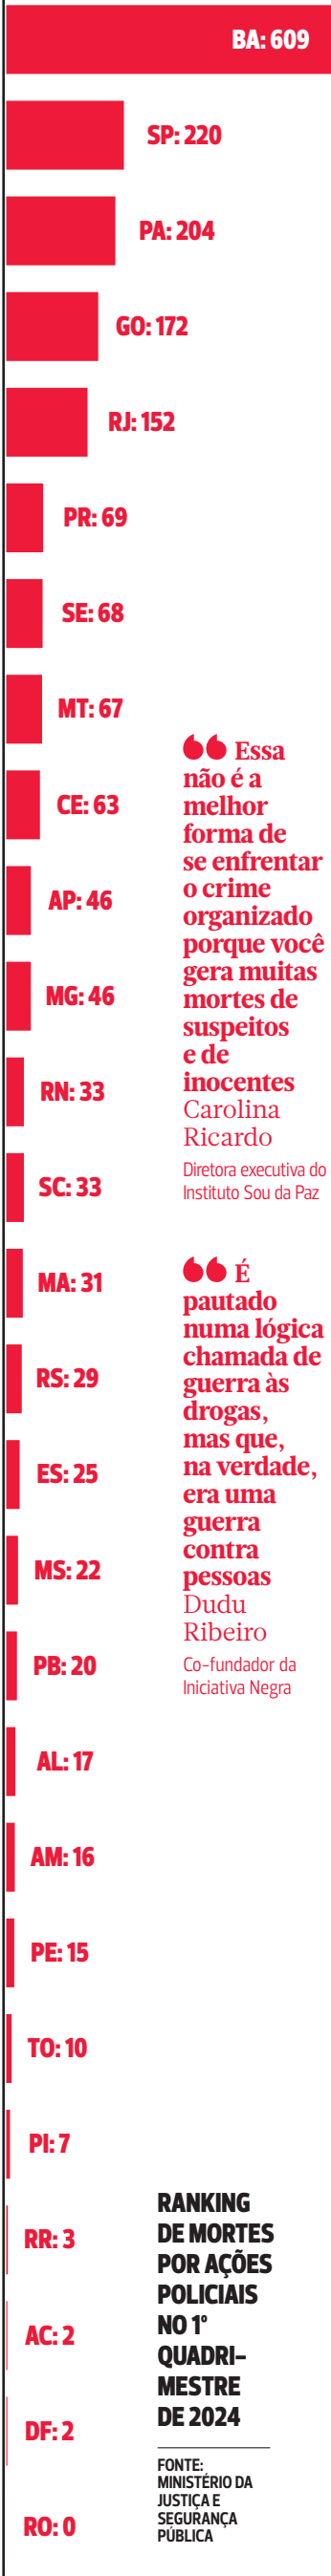 BA: 609
SP: 220
PA: 204
GO: 172
RJ: 152
PR: 69
SE: 68
MT: 67
CE: 63
AP: 46
MG: 46
RN: 33
SC: 33
MA: 31
RS: 29
ES: 25
MS: 22
PB: 20
AL: 17
AM: 16
PE: 15
TO: 10
PI: 7
RR: 3
AC: 2
DF: 2
RO: 0
“ Essa
não é a
melhor
forma de
se enfrentar
o crime
organizado
porque você
gera muitas
mortes de
suspeitos
e de
inocentes
Carolina
Ricardo
Diretora executiva do
Instituto Sou da Paz
“ É
pautado
numa lógica
chamada de
guerra às
drogas,
mas que,
na verdade,
era uma
guerra
contra
pessoas
Dudu
Ribeiro
Co-fundador da
Iniciativa Negra
RANKING
DE MORTES
POR AÇÕES
POLICIAIS
NO 1º
QUADRI-
MESTRE
DE 2024
FONTE:
MINISTÉRIO DA
JUSTIÇA E
SEGURANÇA
PÚBLICA